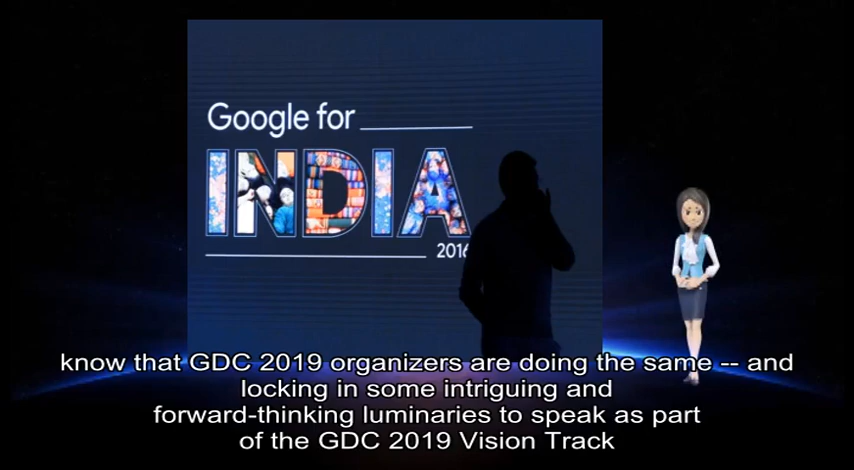 Google for
INDIA
2016
know that GDC 2019 organizers are doing the same -- and
locking in some intriguing and
forward-thinking luminaries to speak as part
of the GDC 2019 Vision Track